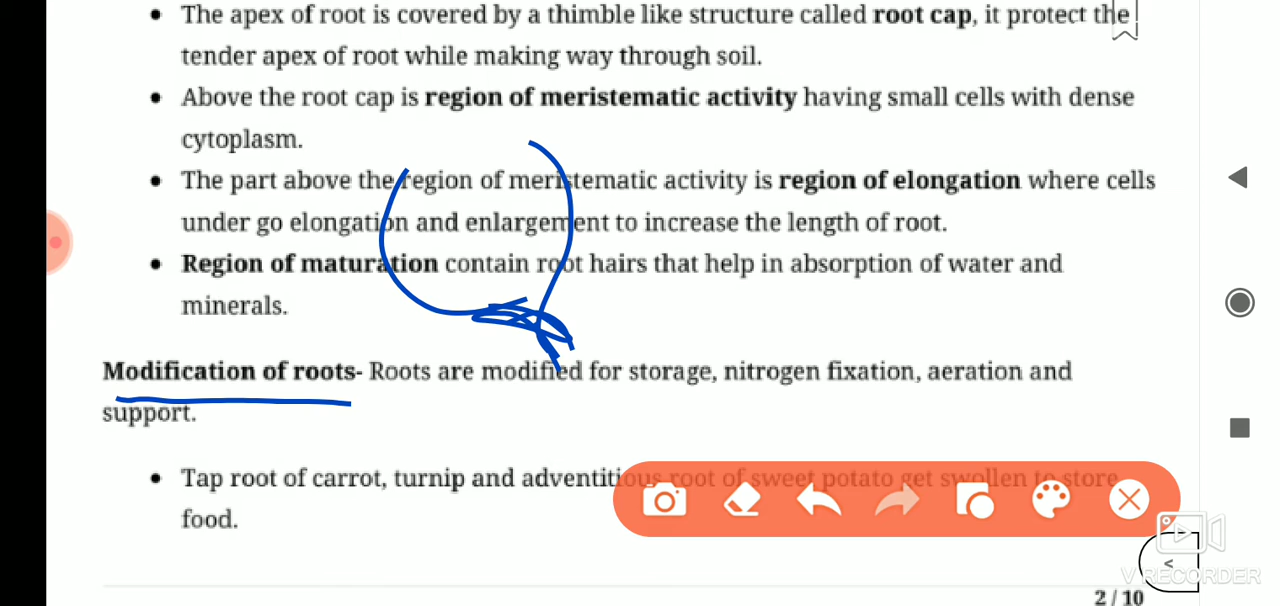 The apex of root is covered by a thimble like structure called root cap, it protect the
tender apex of root while making way through soil.
Above the root cap is region of meristematic activity having small cells with dense
cytoplasm.
The part above the region of meristematic activity is region of elongation where cells
under go elongation and enlargement to increase the length of root.
Region of maturation contain root hairs that help in absorption of water and
minerals.
Modification of roots- Roots are modified for storage, nitrogen fixation, aeration and
support.
Tap root of carrot, turnip and adventitious root of sweet potato get swollen to store
food.
V RECORDER
2 / 10